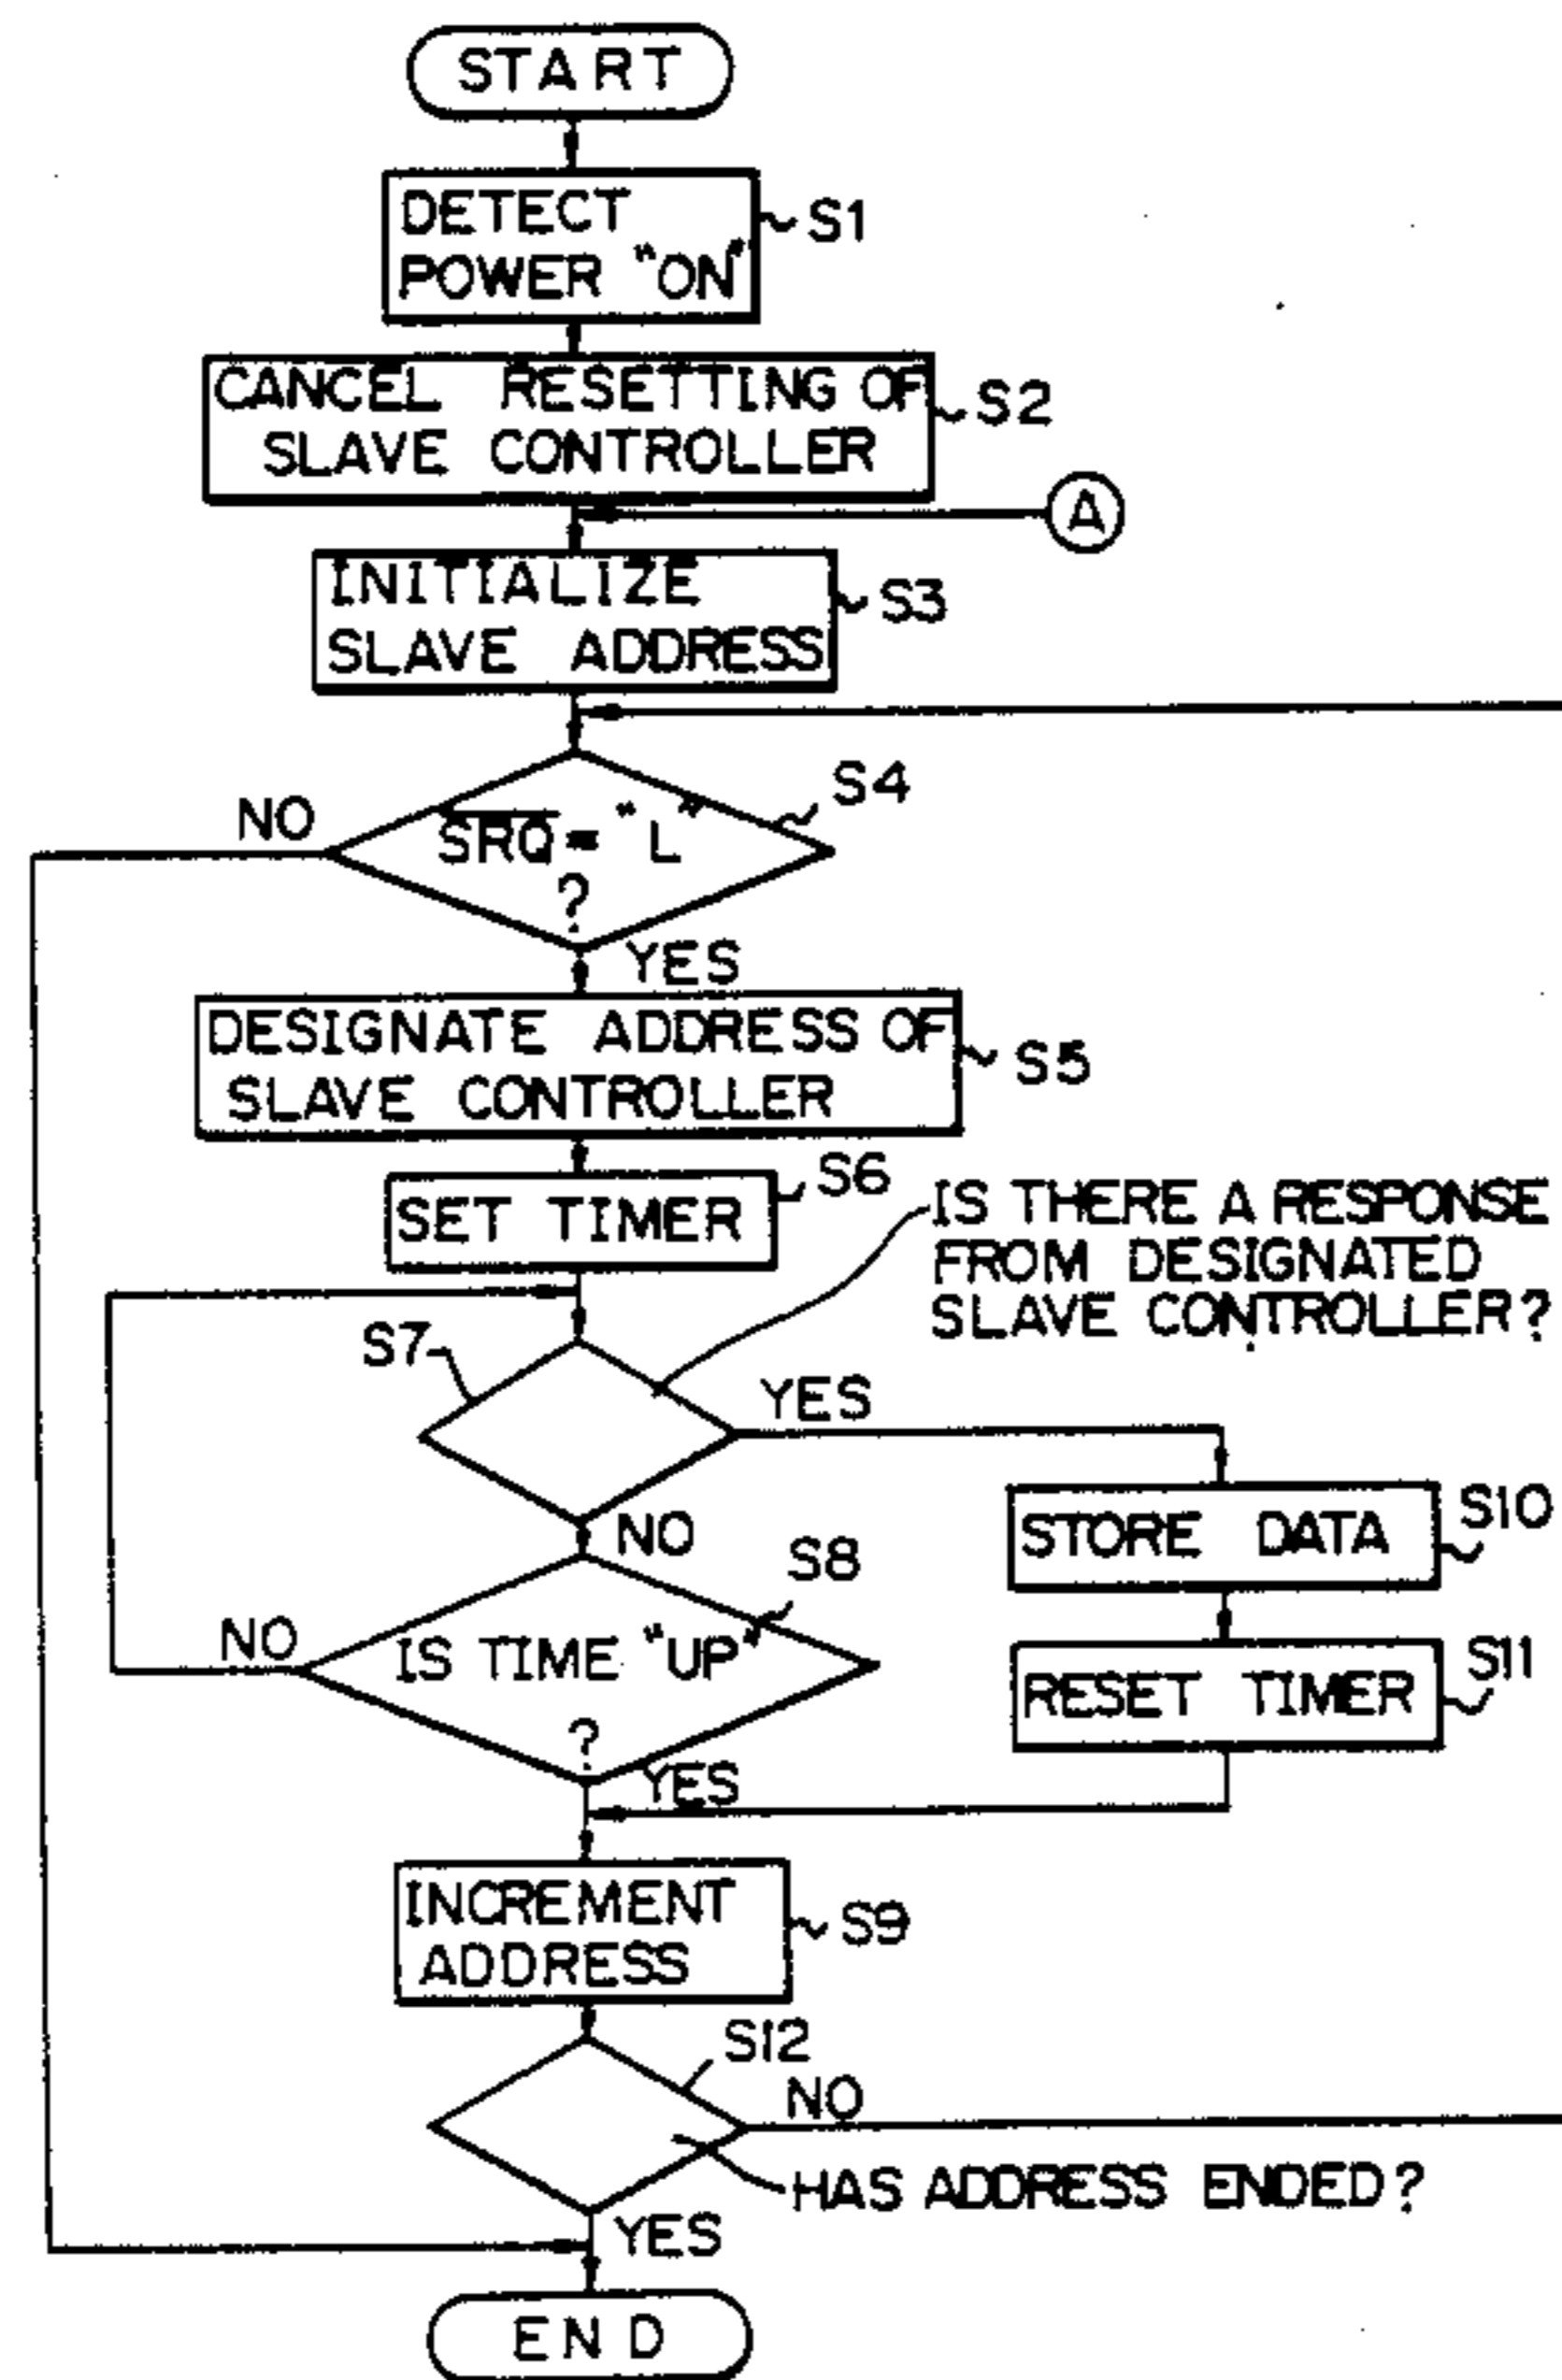 START
DETECT
POWER "ON"
S1
CANCEL RESETTING OF
SLAVE CONTROLLER
S2
A
INITIALIZE
SLAVE ADDRESS
S3
S4
NO
S̅R̅Q̅ = "L"
?
YES
DESIGNATE ADDRESS OF
SLAVE CONTROLLER
S5
SET TIMER
S6
IS THERE A RESPONSE
FROM DESIGNATED
SLAVE CONTROLLER?
S7
YES
NO
STORE DATA
S10
S8
NO
IS TIME "UP"
?
YES
RESET TIMER
S11
INCREMENT
ADDRESS
S9
S12
NO
HAS ADDRESS ENDED?
YES
END